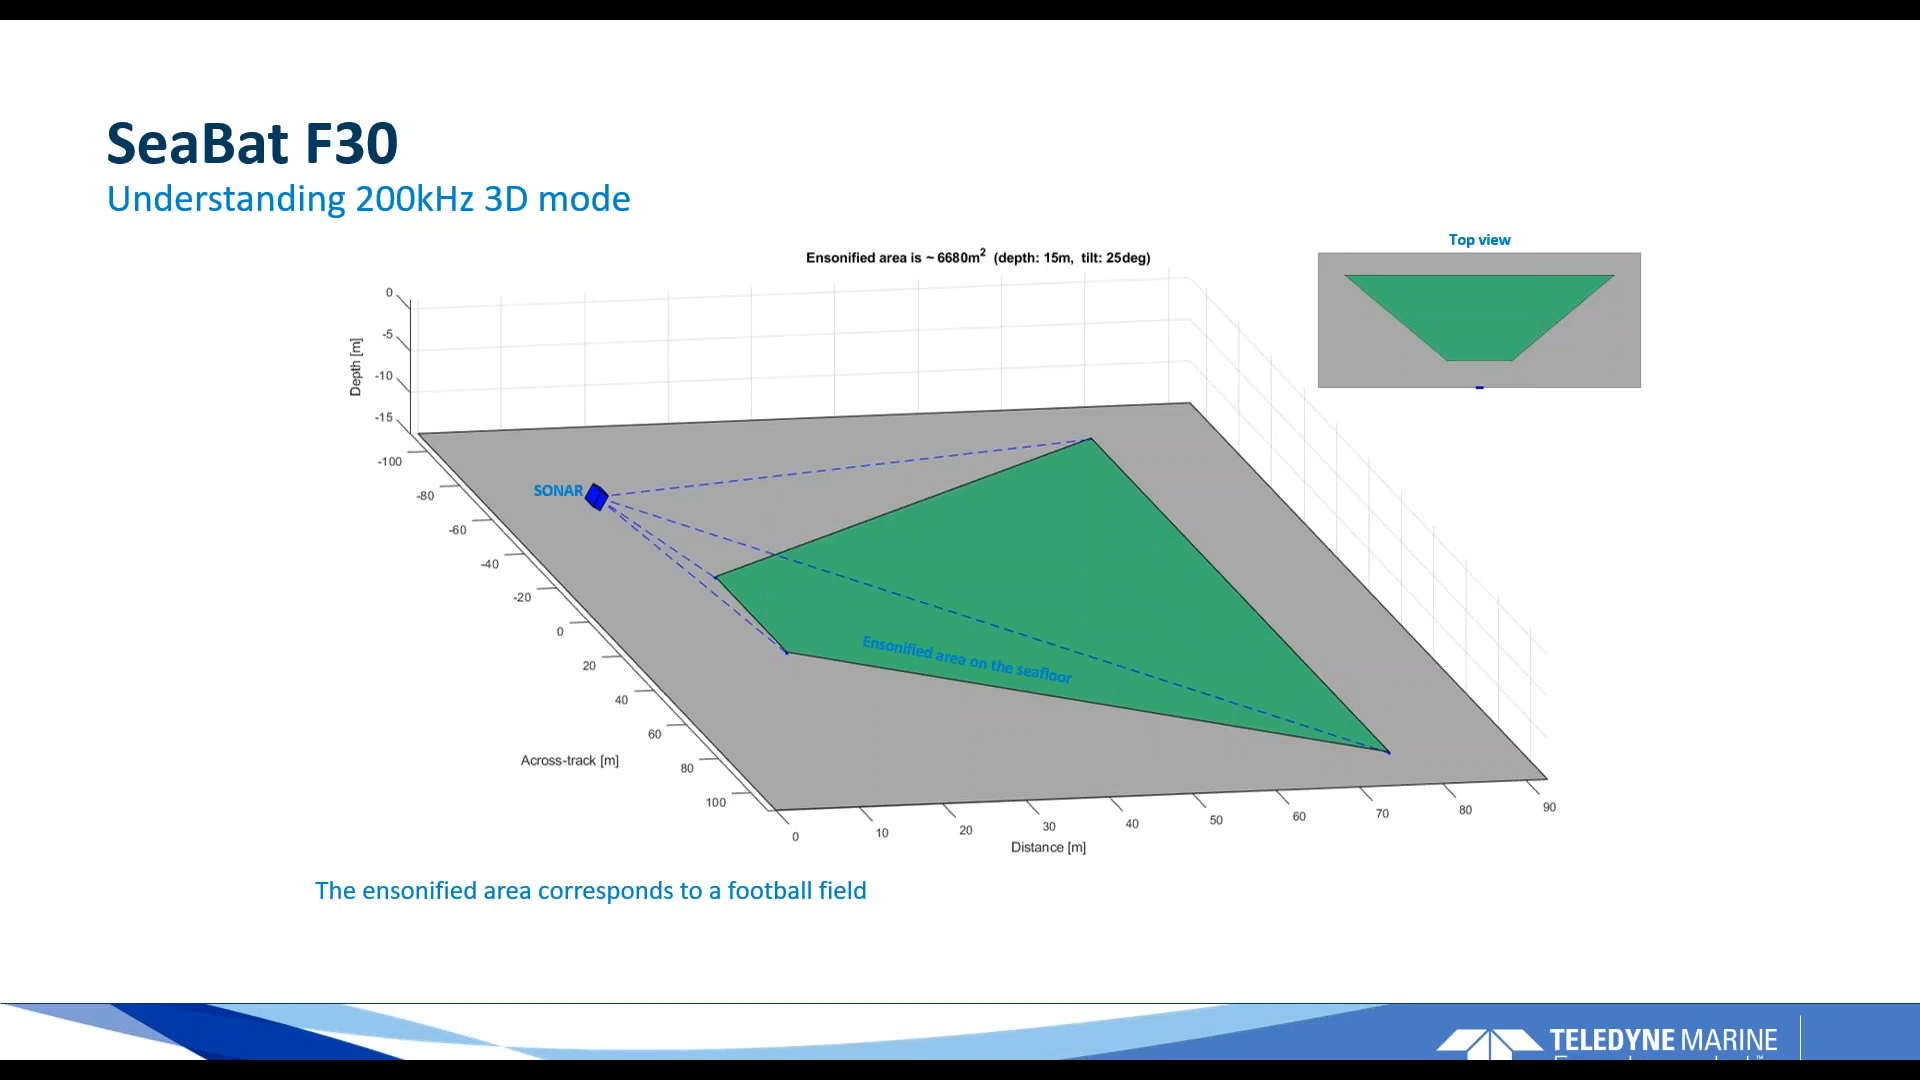 SeaBat F30
Understanding 200kHz 3D mode
Ensonified area is ~ 6680m² (depth: 15m, tilt: 25deg)
Top view
Depth [m]
0
-5
-10
-15
-100
-80
-60
-40
-20
0
20
40
60
80
100
Across-track [m]
SONAR
Ensonified area on the seafloor
0
10
20
30
40
50
60
70
80
90
Distance [m]
The ensonified area corresponds to a football field
TELEDYNE MARINE